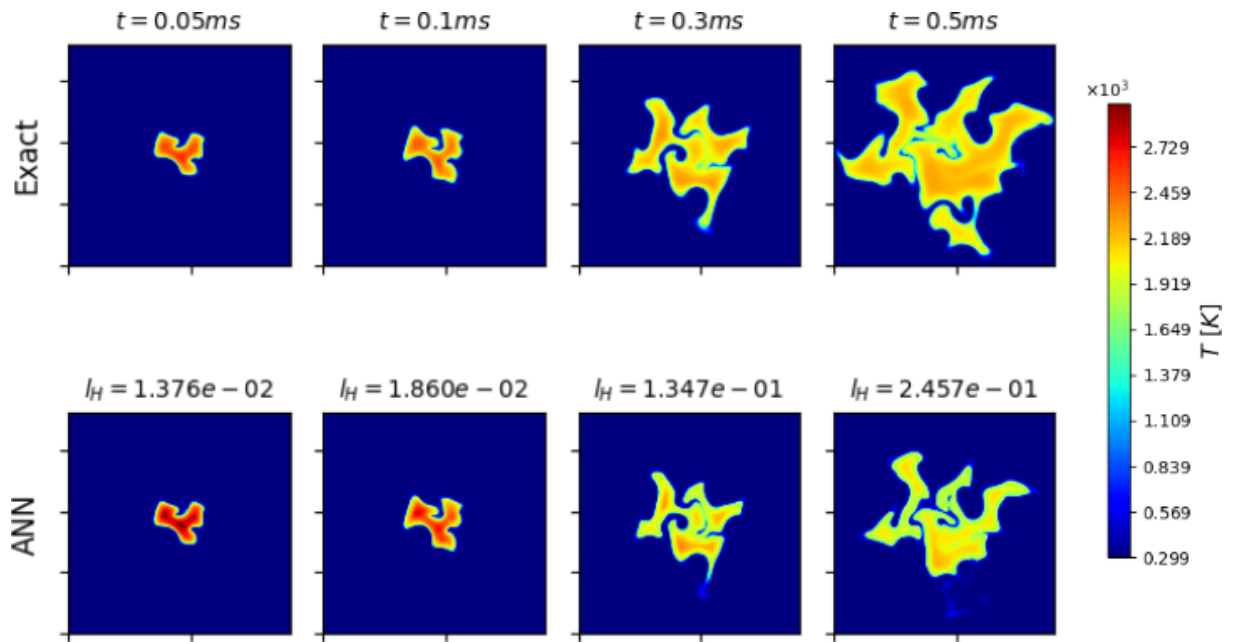 t = 0.05ms
t = 0.1ms
t = 0.3ms
t = 0.5ms
Exact
×10³
2.729
2.459
2.189
1.919
1.649
1.379
1.109
0.839
0.569
0.299
T [K]
l_H = 1.376e − 02
l_H = 1.860e − 02
l_H = 1.347e − 01
l_H = 2.457e − 01
ANN